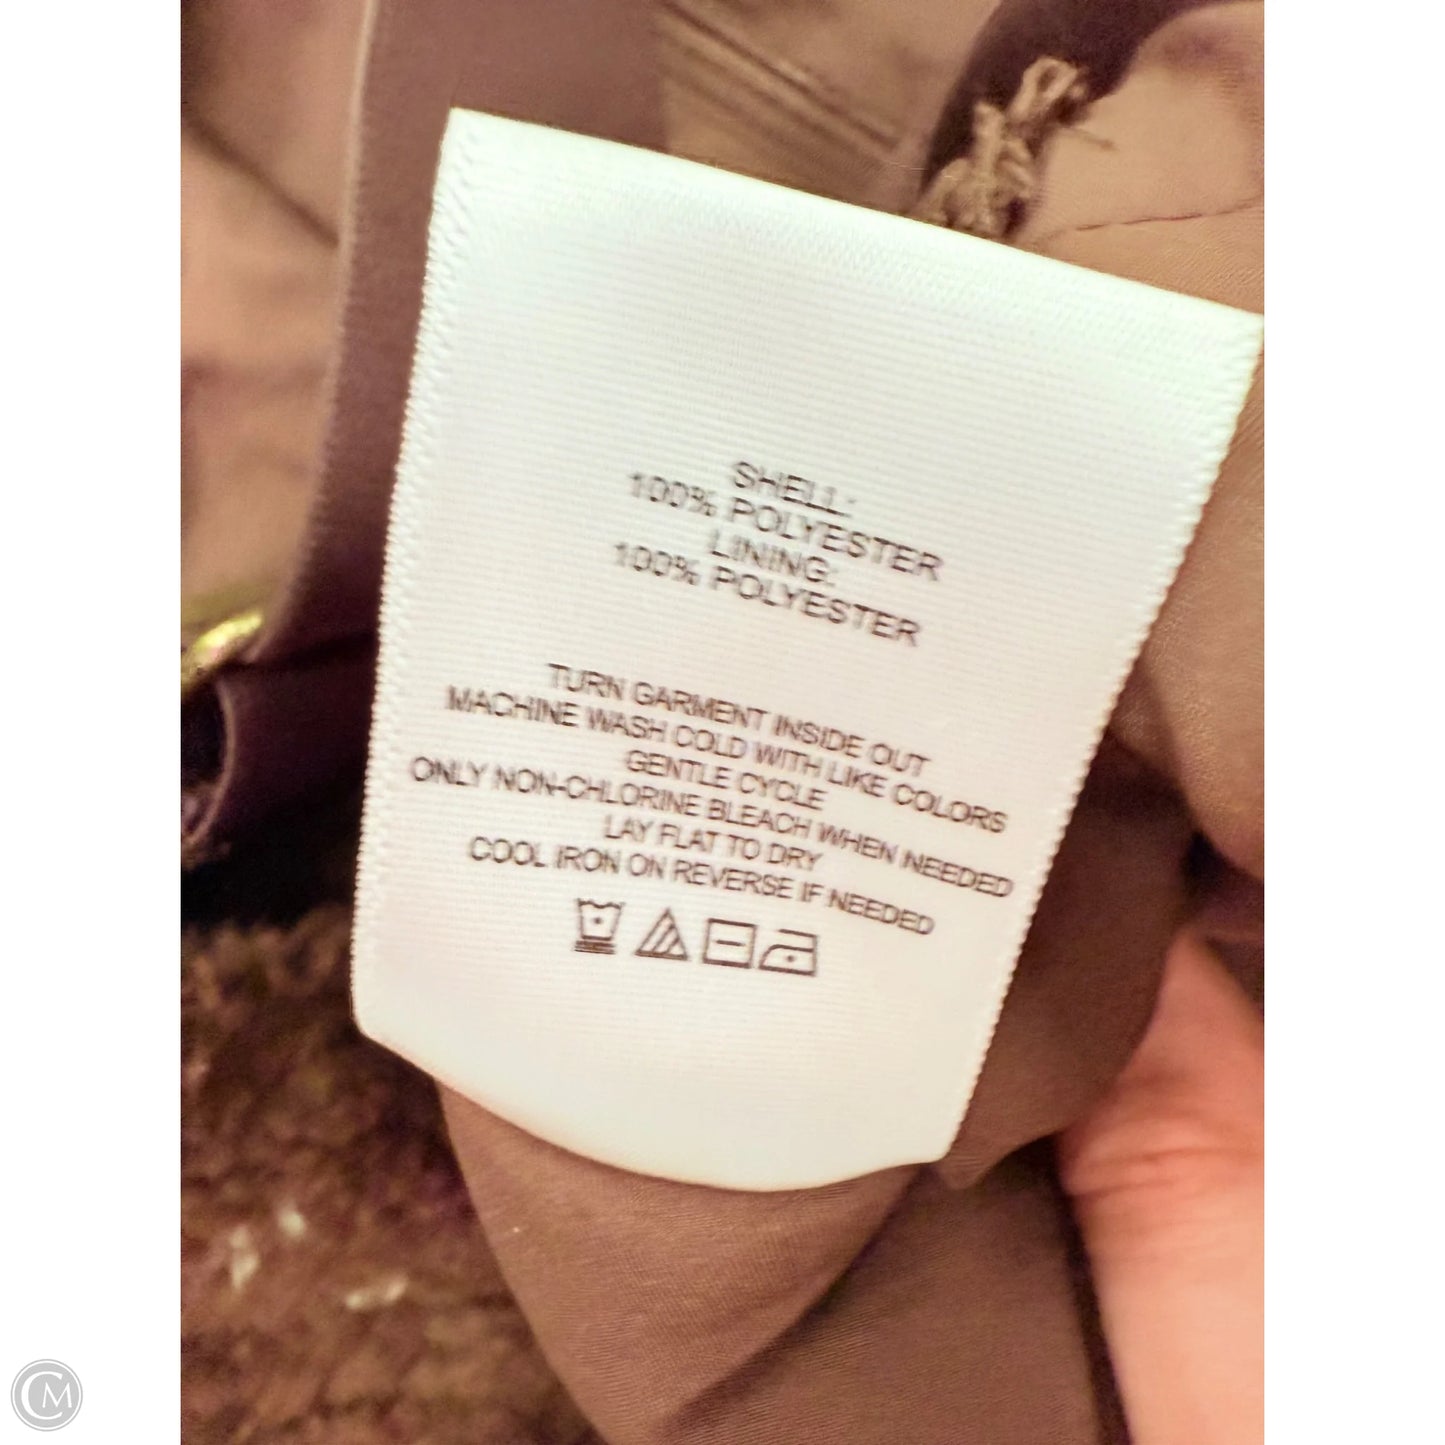 SHELL:
100% POLYESTER
LINING:
100% POLYESTER
TURN GARMENT INSIDE OUT
MACHINE WASH COLD WITH LIKE COLORS
GENTLE CYCLE
ONLY NON-CHLORINE BLEACH WHEN NEEDED
LAY FLAT TO DRY
COOL IRON ON REVERSE IF NEEDED
CM